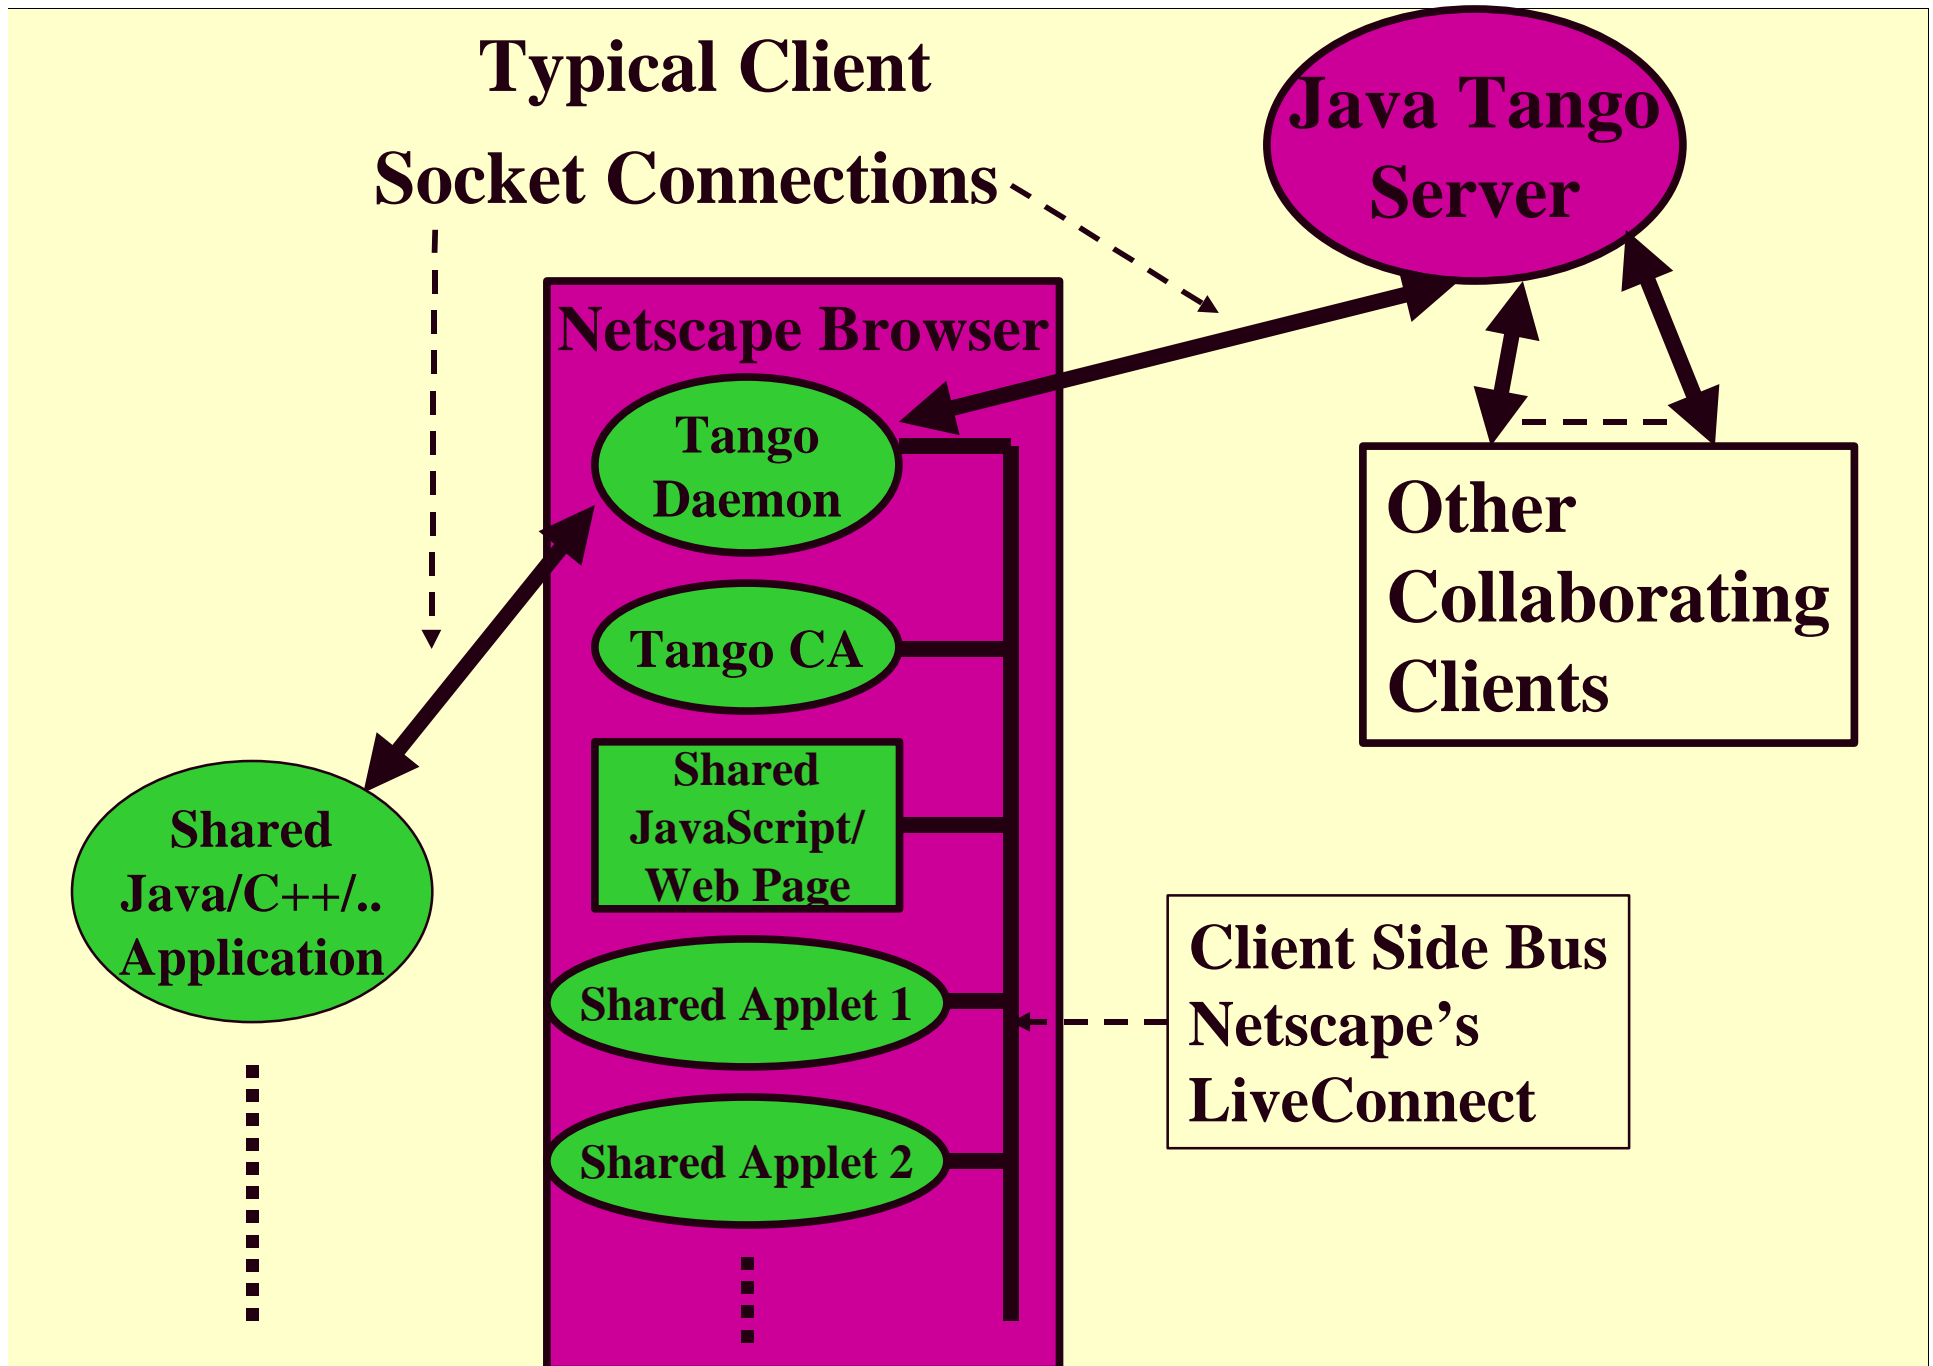 Typical Client
Socket Connections
Java Tango
Server
Netscape Browser
Tango
Daemon
Tango CA
Shared
JavaScript/
Web Page
Shared Applet 1
Shared Applet 2
Shared
Java/C++/..
Application
Other
Collaborating
Clients
Client Side Bus
Netscape’s
LiveConnect